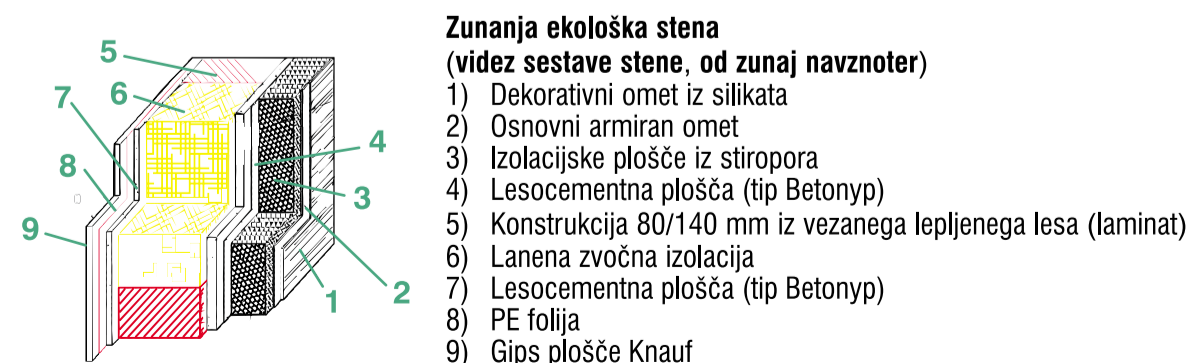 Zunanja ekološka stena
(videz sestave stene, od zunaj navznoter)
1) Dekorativni omet iz silikata
2) Osnovni armiran omet
3) Izolacijske plošče iz stiropora
4) Lesocementna plošča (tip Betonyp)
5) Konstrukcija 80/140 mm iz vezanega lepljenega lesa (laminat)
6) Lanena zvočna izolacija
7) Lesocementna plošča (tip Betonyp)
8) PE folija
9) Gips plošče Knauf
5
6
7
8
9
4
3
2
1